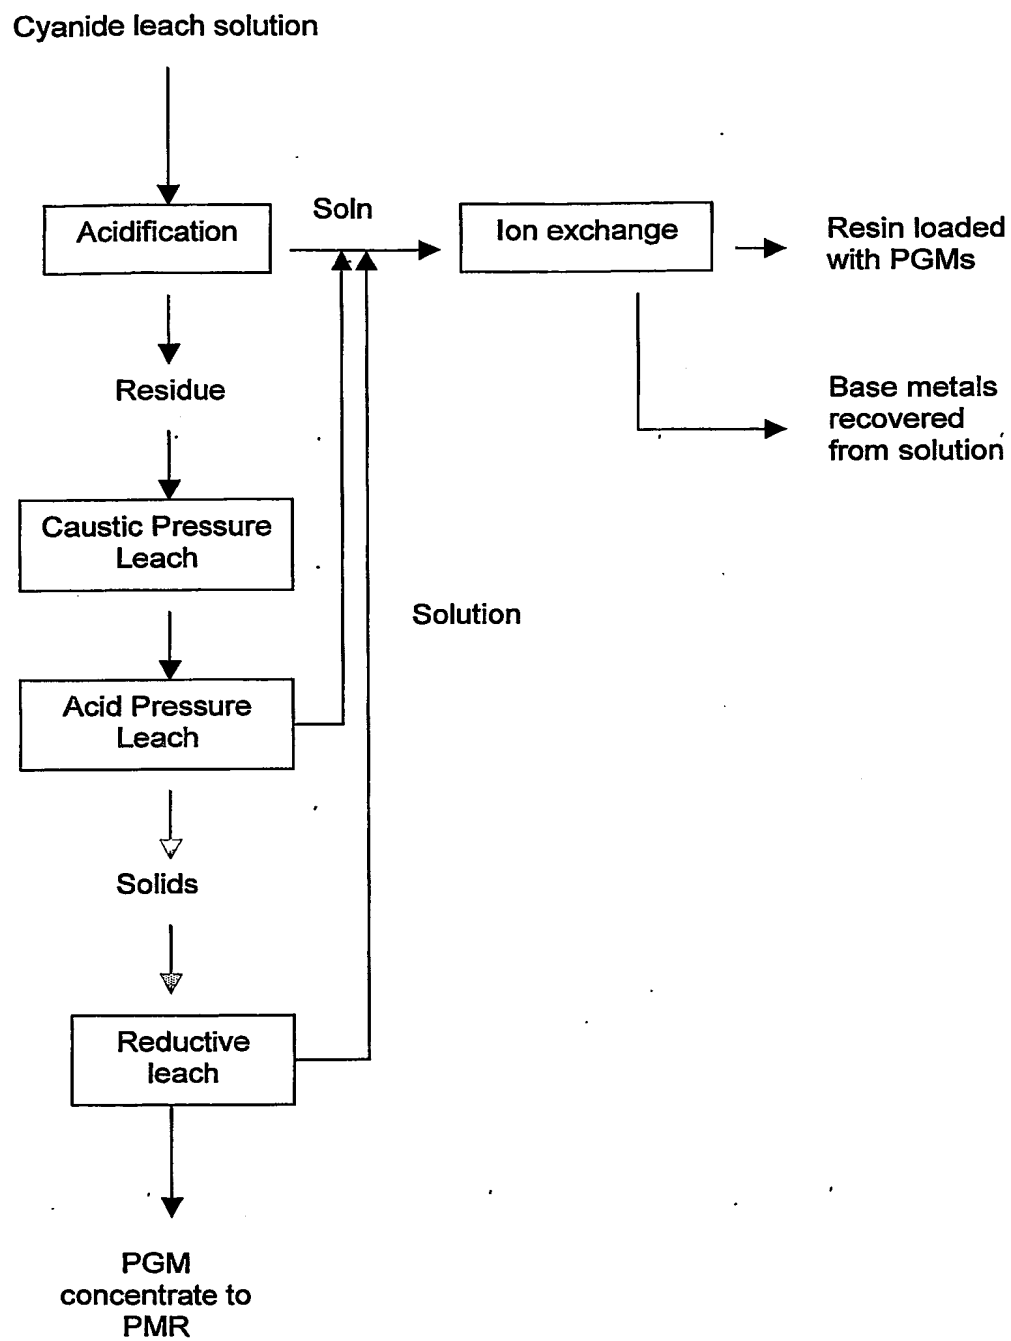 Cyanide leach solution
Acidification
Soln
Ion exchange
Resin loaded
with PGMs
Residue
Base metals
recovered
from solution
Caustic Pressure
Leach
Solution
Acid Pressure
Leach
Solids
Reductive
leach
PGM
concentrate to
PMR